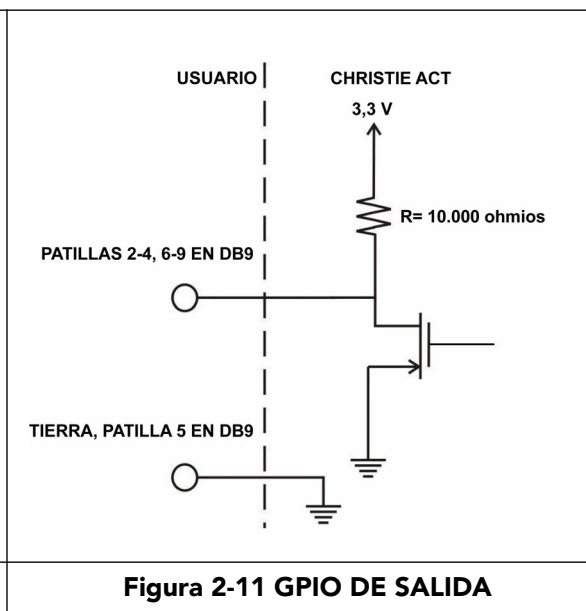 USUARIO
CHRISTIE ACT
3,3 V
R= 10.000 ohmios
PATILLAS 2-4, 6-9 EN DB9
TIERRA, PATILLA 5 EN DB9
Figura 2-11 GPIO DE SALIDA